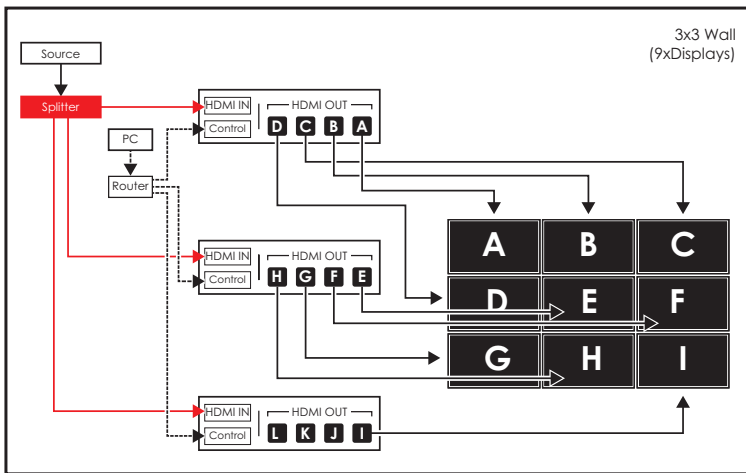 3x3 Wall
(9xDisplays)
Source
Splitter
PC
Router
HDMI IN
HDMI OUT
Control
D C B A
HDMI IN
HDMI OUT
Control
H G F E
HDMI IN
HDMI OUT
Control
L K J I
A B C
D E F
G H I